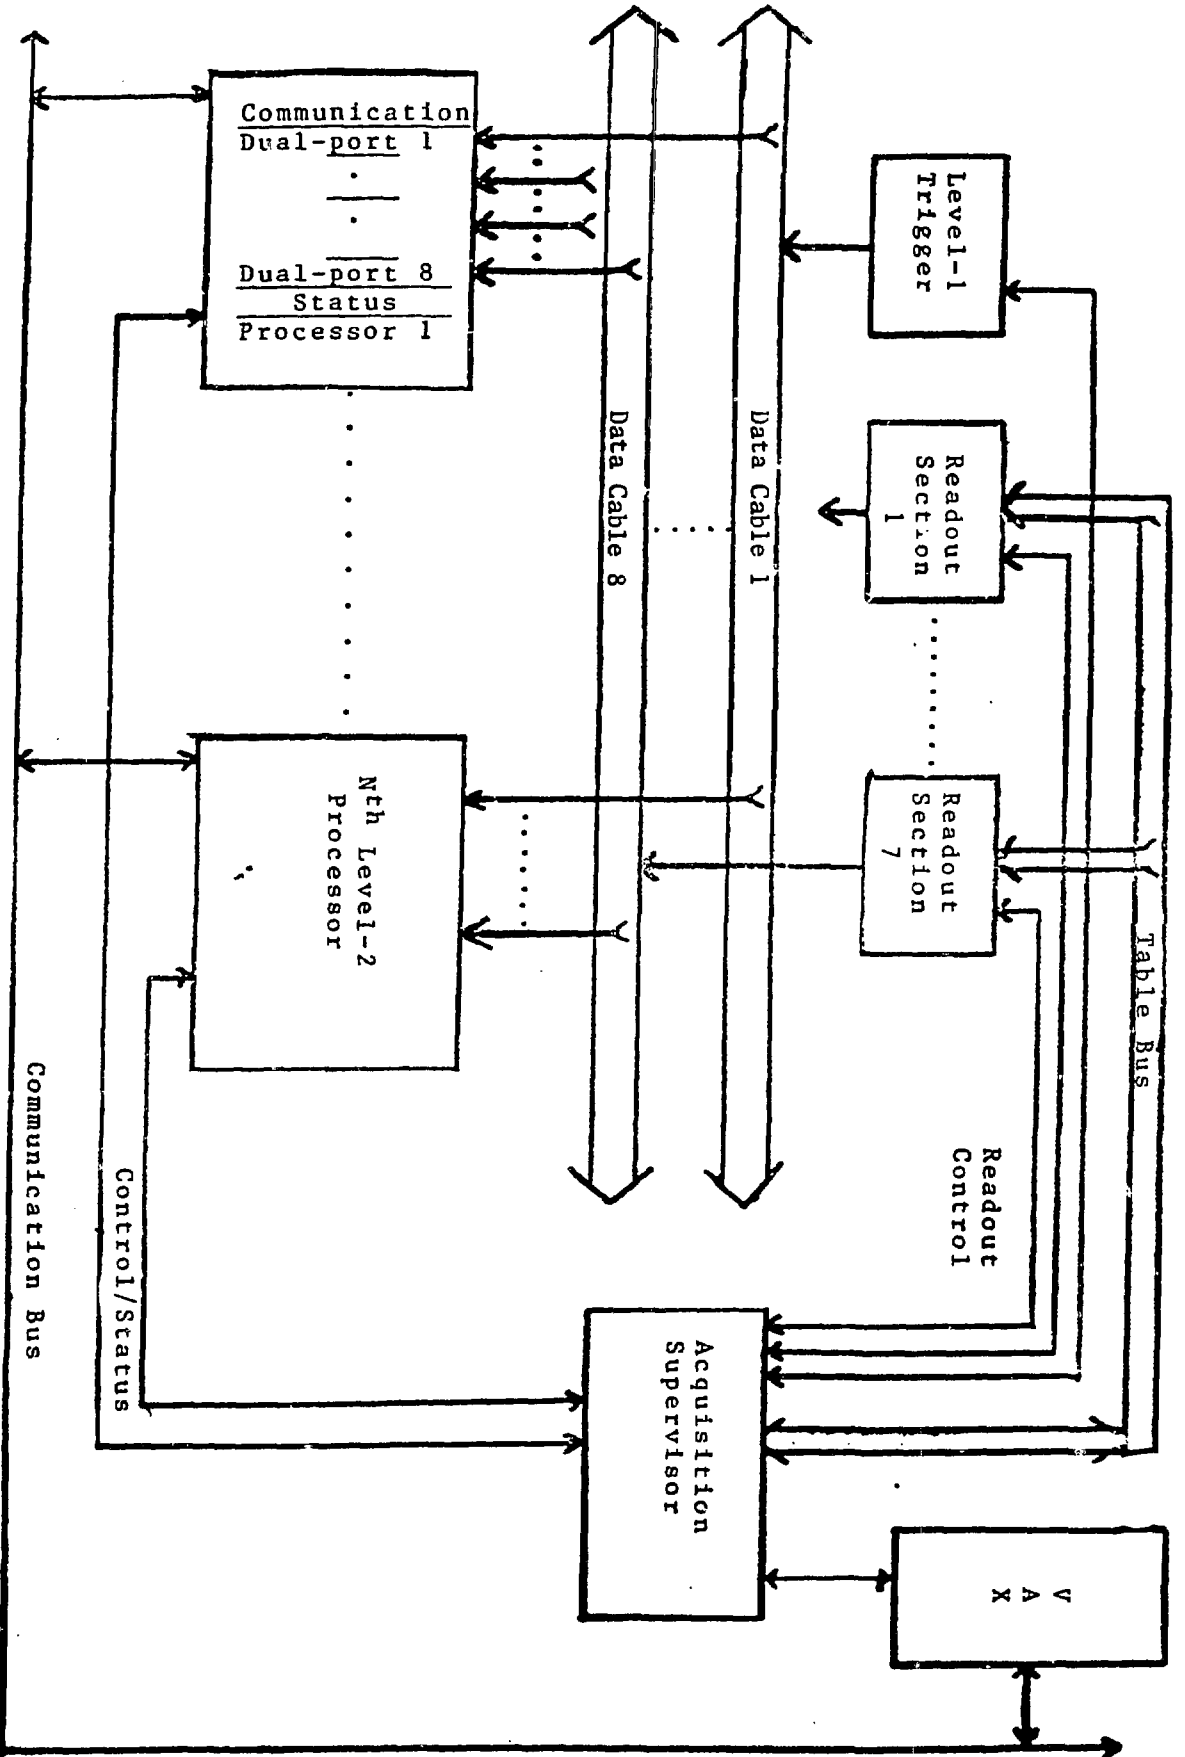 Communication
Dual-port 1
Dual-port 8
Status
Processor 1
Level-1
Trigger
Readout
Section
1
Readout
Section
7
Table Bus
Data Cable 1
Data Cable 8
Nth Level-2
Processor
Readout
Control
Acquisition
Supervisor
VAX
Control/Status
Communication Bus